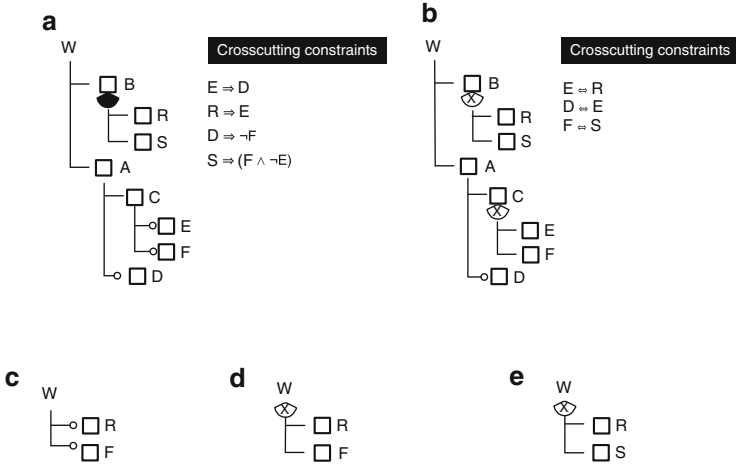 a
W
Crosscutting constraints
B
R
S
A
C
E
F
D
E ⇒ D
R ⇒ E
D ⇒ ¬F
S ⇒ (F ∧ ¬E)
b
W
Crosscutting constraints
B
X
R
S
A
C
X
E
F
D
E ⇔ R
D ⇔ E
F ⇔ S
c
W
R
F
d
W
X
R
F
e
W
X
R
S